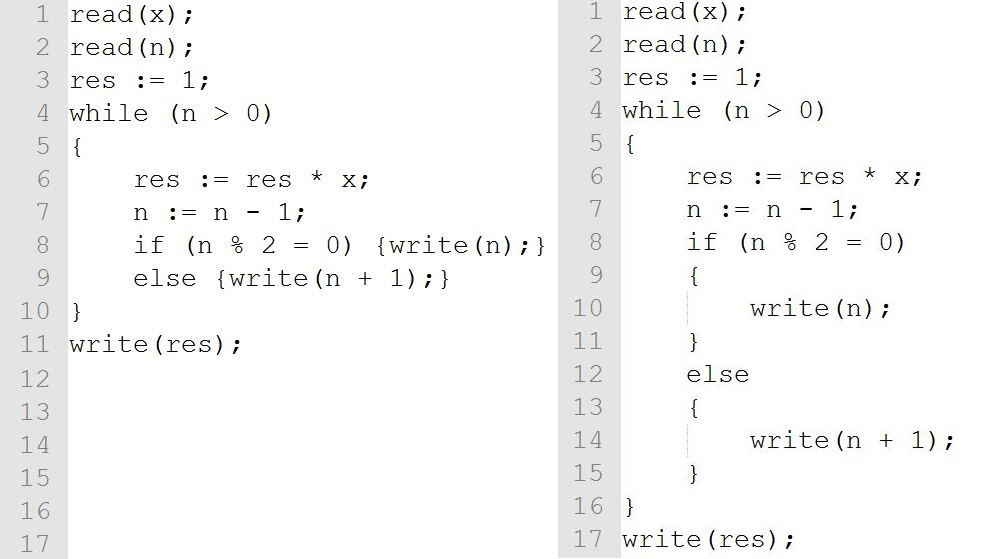 1 read(x);
2 read(n);
3 res := 1;
4 while (n > 0)
5 {
6     res := res * x;
7     n := n - 1;
8     if (n % 2 = 0) {write(n);}
9     else {write(n + 1);}
10 }
11 write(res);
12
13
14
15
16
17
1 read(x);
2 read(n);
3 res := 1;
4 while (n > 0)
5 {
6     res := res * x;
7     n := n - 1;
8     if (n % 2 = 0)
9     {
10         write(n);
11     }
12     else
13     {
14         write(n + 1);
15     }
16 }
17 write(res);